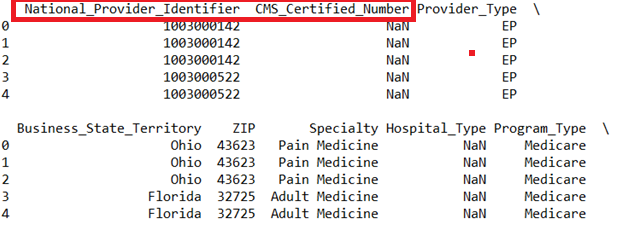 National_Provider_Identifier CMS_Certified_Number Provider_Type \
0 1003000142 NaN EP
1 1003000142 NaN EP
2 1003000142 NaN EP
3 1003000522 NaN EP
4 1003000522 NaN EP
Business_State_Territory ZIP Specialty Hospital_Type Program_Type \
0 Ohio 43623 Pain Medicine NaN Medicare
1 Ohio 43623 Pain Medicine NaN Medicare
2 Ohio 43623 Pain Medicine NaN Medicare
3 Florida 32725 Adult Medicine NaN Medicare
4 Florida 32725 Adult Medicine NaN Medicare